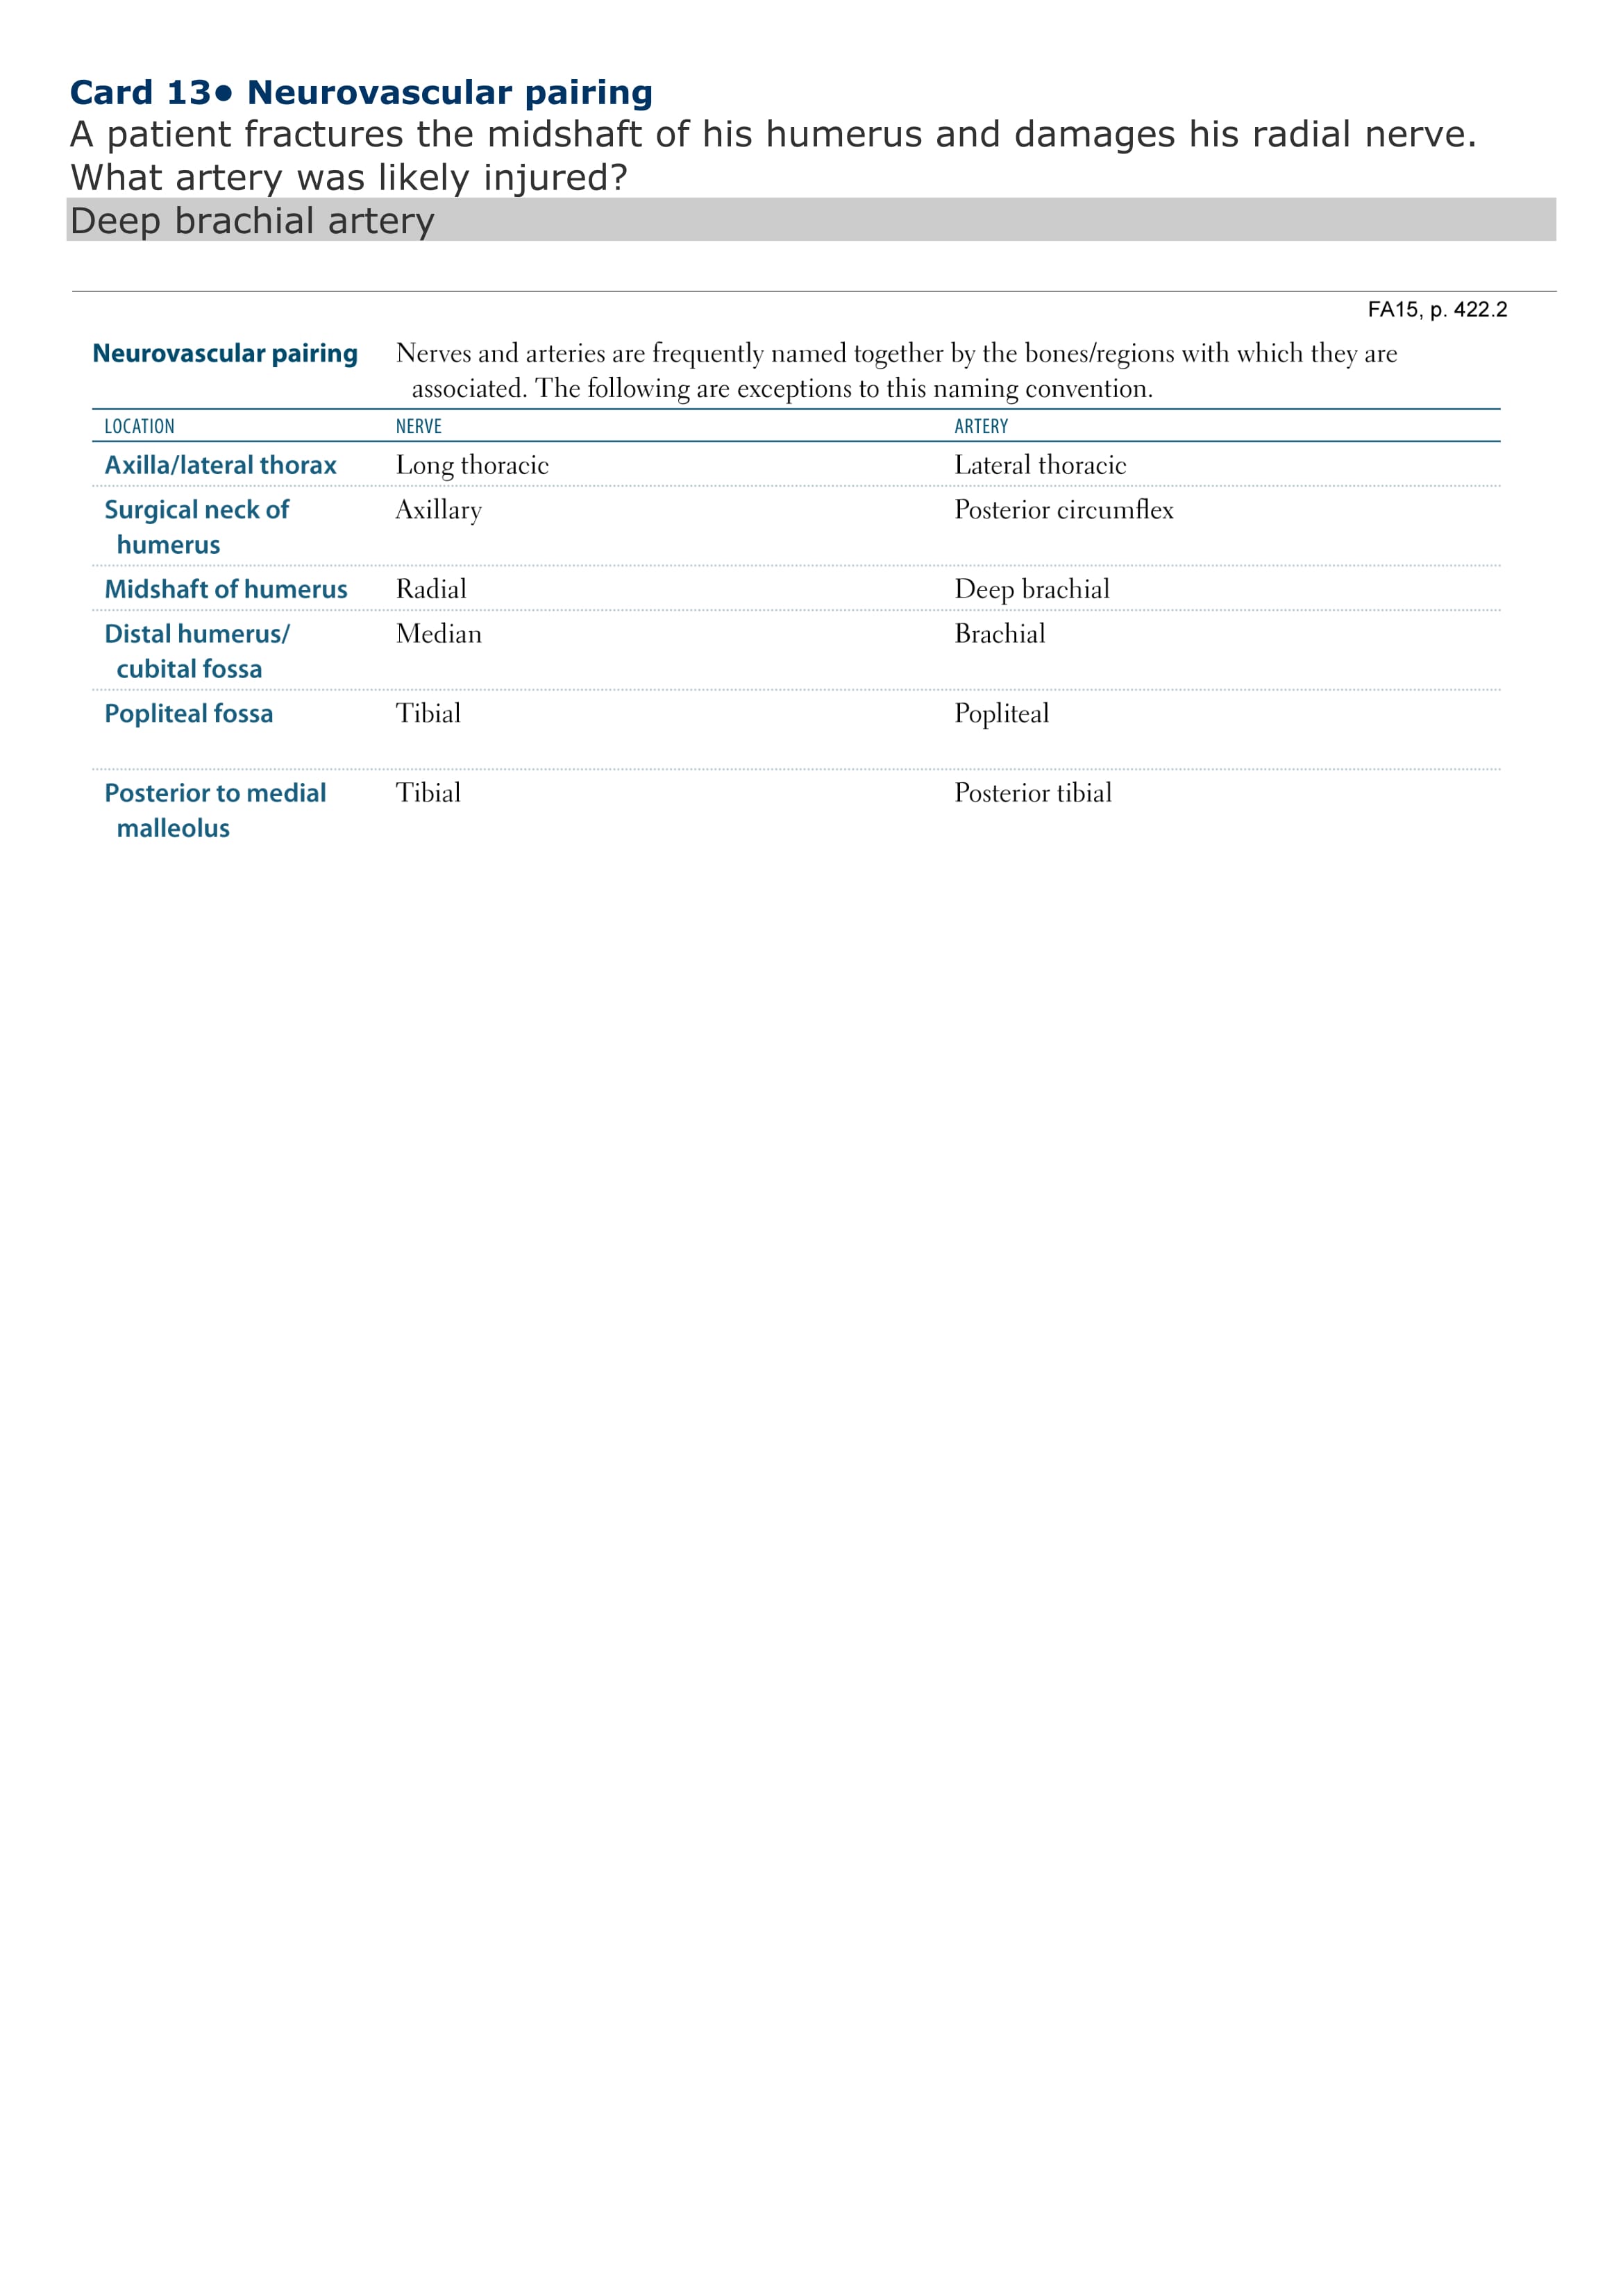 Card 13• Neurovascular pairing
A patient fractures the midshaft of his humerus and damages his radial nerve.
What artery was likely injured?
Deep brachial artery
FA15, p. 422.2
Neurovascular pairing Nerves and arteries are frequently named together by the bones/regions with which they are
associated. The following are exceptions to this naming convention.
LOCATION NERVE ARTERY
Axilla/lateral thorax Long thoracic Lateral thoracic
Surgical neck of Axillary Posterior circumflex
humerus
Midshaft of humerus Radial Deep brachial
Distal humerus/ Median Brachial
cubital fossa
Popliteal fossa Tibial Popliteal
Posterior to medial Tibial Posterior tibial
malleolus